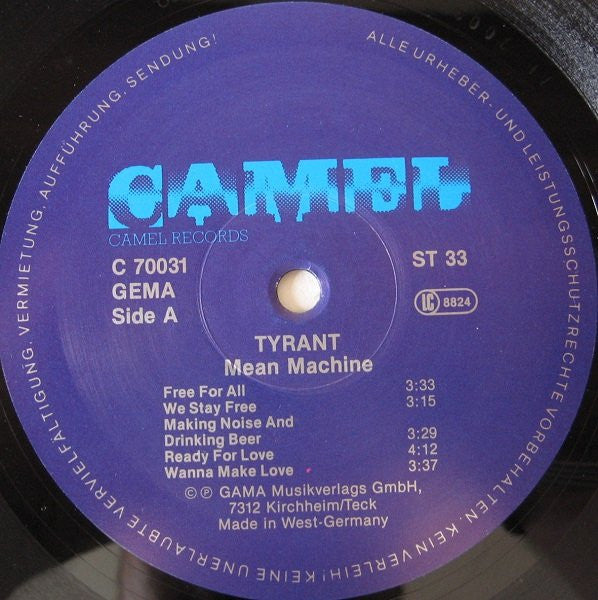 ALLE URHEBER- UND LEISTUNGSSCHUTZRECHTE VORBEHALTEN. KEIN VERLEIH! KEINE UNERLAUBTE VERVIELFÄLTIGUNG, VERMIETUNG, AUFFÜHRUNG, SENDUNG!
CAMEL
CAMEL RECORDS
C 70031
ST 33
GEMA
LC 8824
Side A
TYRANT
Mean Machine
Free For All 3:33
We Stay Free 3:15
Making Noise And
Drinking Beer 3:29
Ready For Love 4:12
Wanna Make Love 3:37
©℗ GAMA Musikverlags GmbH,
7312 Kirchheim/Teck
Made in West-Germany